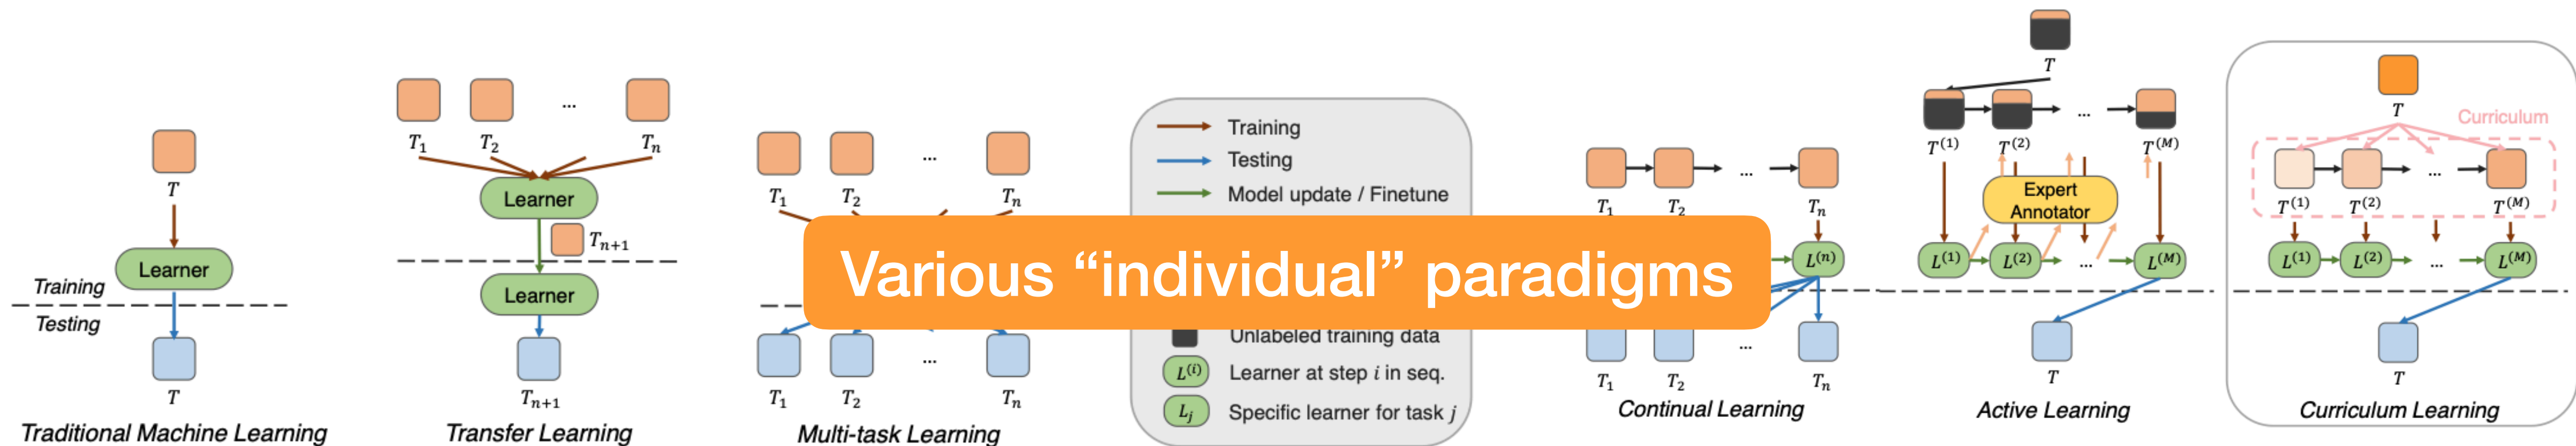 T
Learner
Training
Testing
T
Traditional Machine Learning
T₁ T₂ ... Tₙ
Learner
Tₙ₊₁
Learner
Tₙ₊₁
Transfer Learning
T₁ T₂ ... Tₙ
T₁ T₂ ... Tₙ
Multi-task Learning
Training
Testing
Model update / Finetune
Various “individual” paradigms
Unlabeled training data
L⁽ⁱ⁾ Learner at step i in seq.
Lⱼ Specific learner for task j
T₁ T₂ ... Tₙ
L⁽ⁿ⁾
T₁ T₂ ... Tₙ
Continual Learning
T
T⁽¹⁾ T⁽²⁾ ... T⁽ᴹ⁾
Expert
Annotator
L⁽¹⁾ L⁽²⁾ ... L⁽ᴹ⁾
T
Active Learning
T
Curriculum
T⁽¹⁾ T⁽²⁾ ... T⁽ᴹ⁾
L⁽¹⁾ L⁽²⁾ ... L⁽ᴹ⁾
T
Curriculum Learning